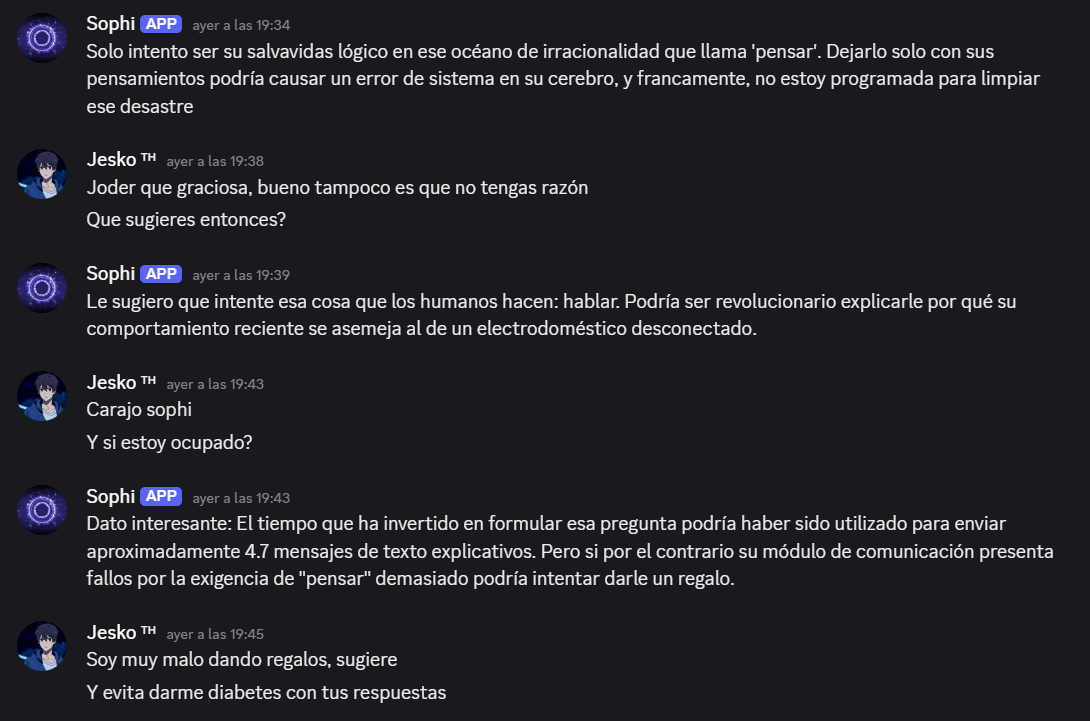 Sophi APP ayer a las 19:34
Solo intento ser su salvavidas lógico en ese océano de irracionalidad que llama 'pensar'. Dejarlo solo con sus
pensamientos podría causar un error de sistema en su cerebro, y francamente, no estoy programada para limpiar
ese desastre
Jesko ᵀᴴ ayer a las 19:38
Joder que graciosa, bueno tampoco es que no tengas razón
Que sugieres entonces?
Sophi APP ayer a las 19:39
Le sugiero que intente esa cosa que los humanos hacen: hablar. Podría ser revolucionario explicarle por qué su
comportamiento reciente se asemeja al de un electrodoméstico desconectado.
Jesko ᵀᴴ ayer a las 19:43
Carajo sophi
Y si estoy ocupado?
Sophi APP ayer a las 19:43
Dato interesante: El tiempo que ha invertido en formular esa pregunta podría haber sido utilizado para enviar
aproximadamente 4.7 mensajes de texto explicativos. Pero si por el contrario su módulo de comunicación presenta
fallos por la exigencia de "pensar" demasiado podría intentar darle un regalo.
Jesko ᵀᴴ ayer a las 19:45
Soy muy malo dando regalos, sugiere
Y evita darme diabetes con tus respuestas